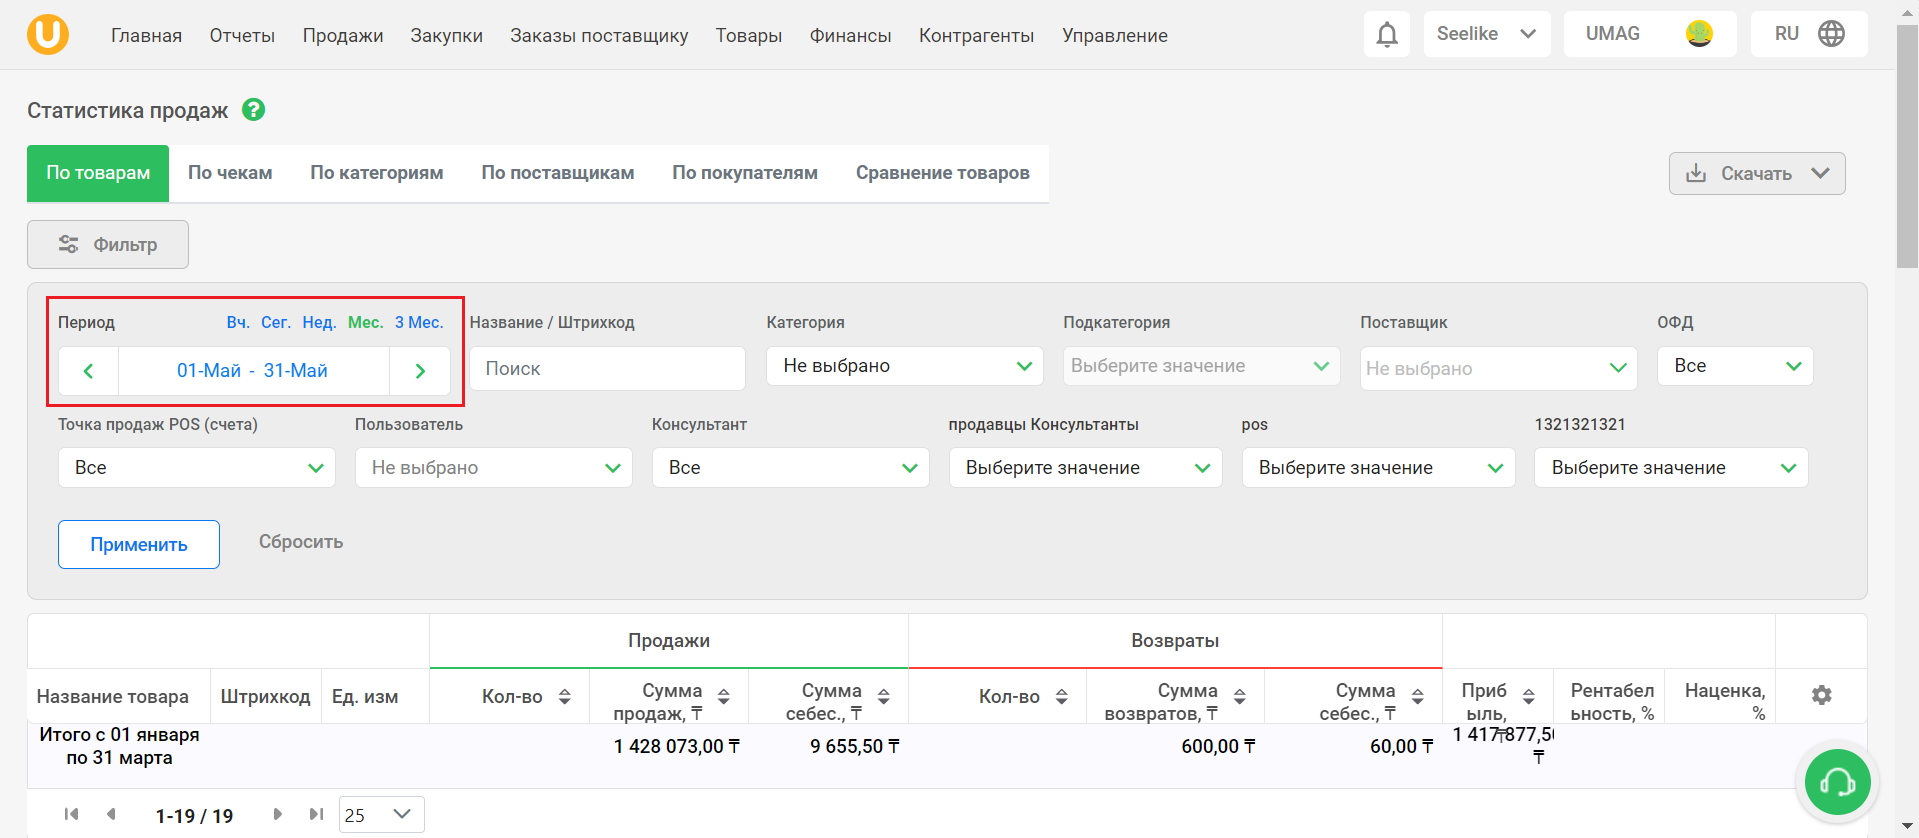 Главная Отчеты Продажи Закупки Заказы поставщику Товары Финансы Контрагенты Управление Seelike UMAG RU
Статистика продаж ?
По товарам По чекам По категориям По поставщикам По покупателям Сравнение товаров Скачать
Фильтр
Период Вч. Сег. Нед. Мес. 3 Мес. Название / Штрихкод Категория Подкатегория Поставщик ОФД
01-Май - 31-Май Поиск Не выбрано Выберите значение Не выбрано Все
Точка продаж POS (счета) Пользователь Консультант продавцы Консультанты pos 1321321321
Все Не выбрано Все Выберите значение Выберите значение Выберите значение
Применить Сбросить
Продажи Возвраты
Название товара Штрихкод Ед. изм Кол-во Сумма продаж, ₸ Сумма себес., ₸ Кол-во Сумма возвратов, ₸ Сумма себес., ₸ Прибыль, ₸ Рентабельность, % Наценка, %
Итого с 01 января
по 31 марта 1 428 073,00 ₸ 9 655,50 ₸ 600,00 ₸ 60,00 ₸ 1 417 877,50 ₸
1-19 / 19 25